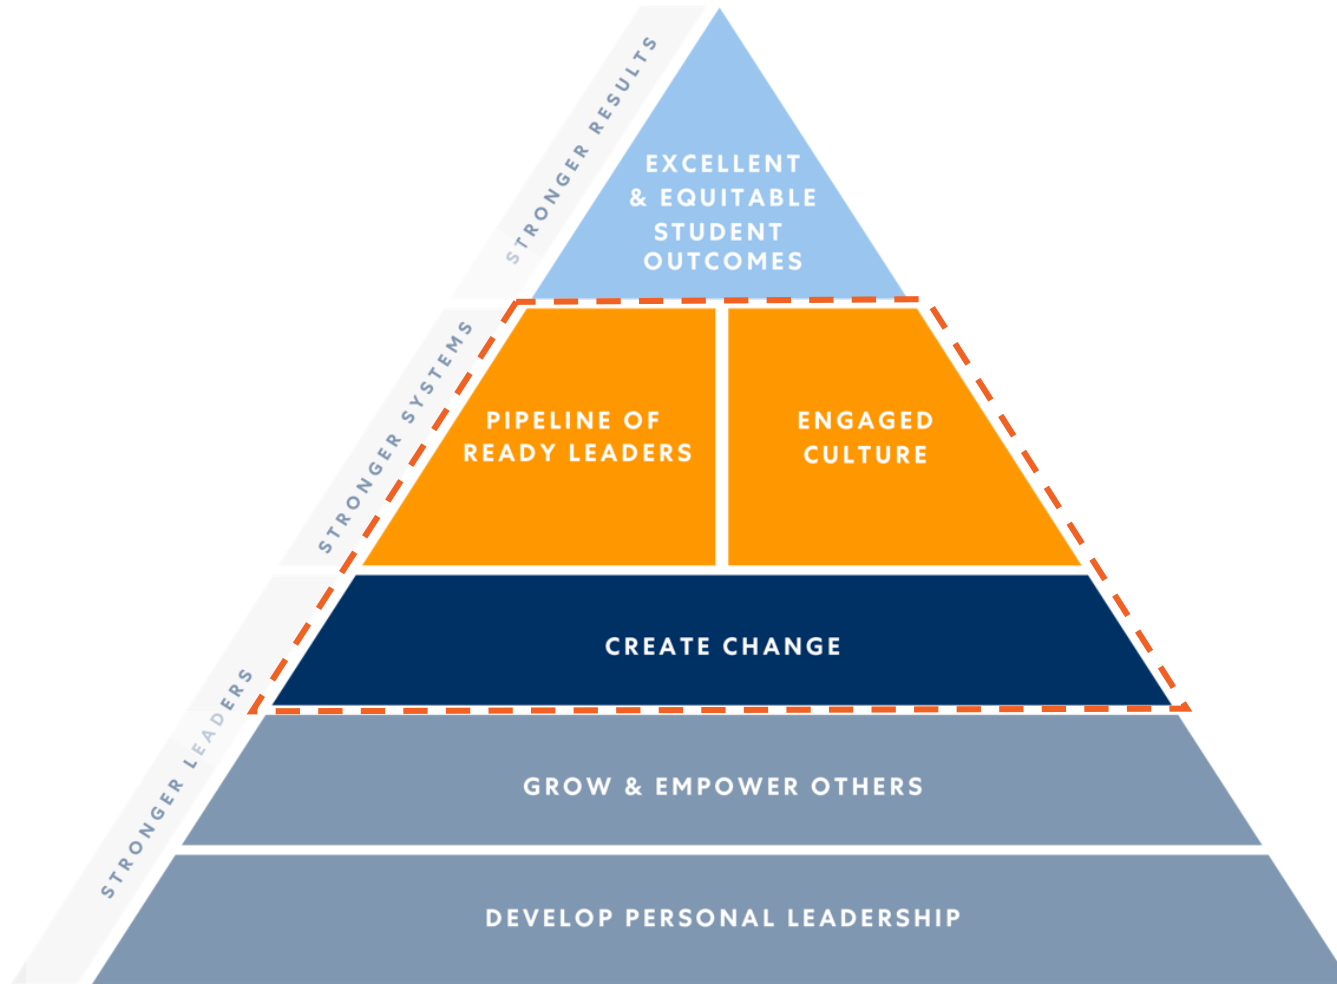 STRONGER RESULTS
EXCELLENT
& EQUITABLE
STUDENT
OUTCOMES
STRONGER SYSTEMS
PIPELINE OF
READY LEADERS
ENGAGED
CULTURE
STRONGER LEADERS
CREATE CHANGE
GROW & EMPOWER OTHERS
DEVELOP PERSONAL LEADERSHIP